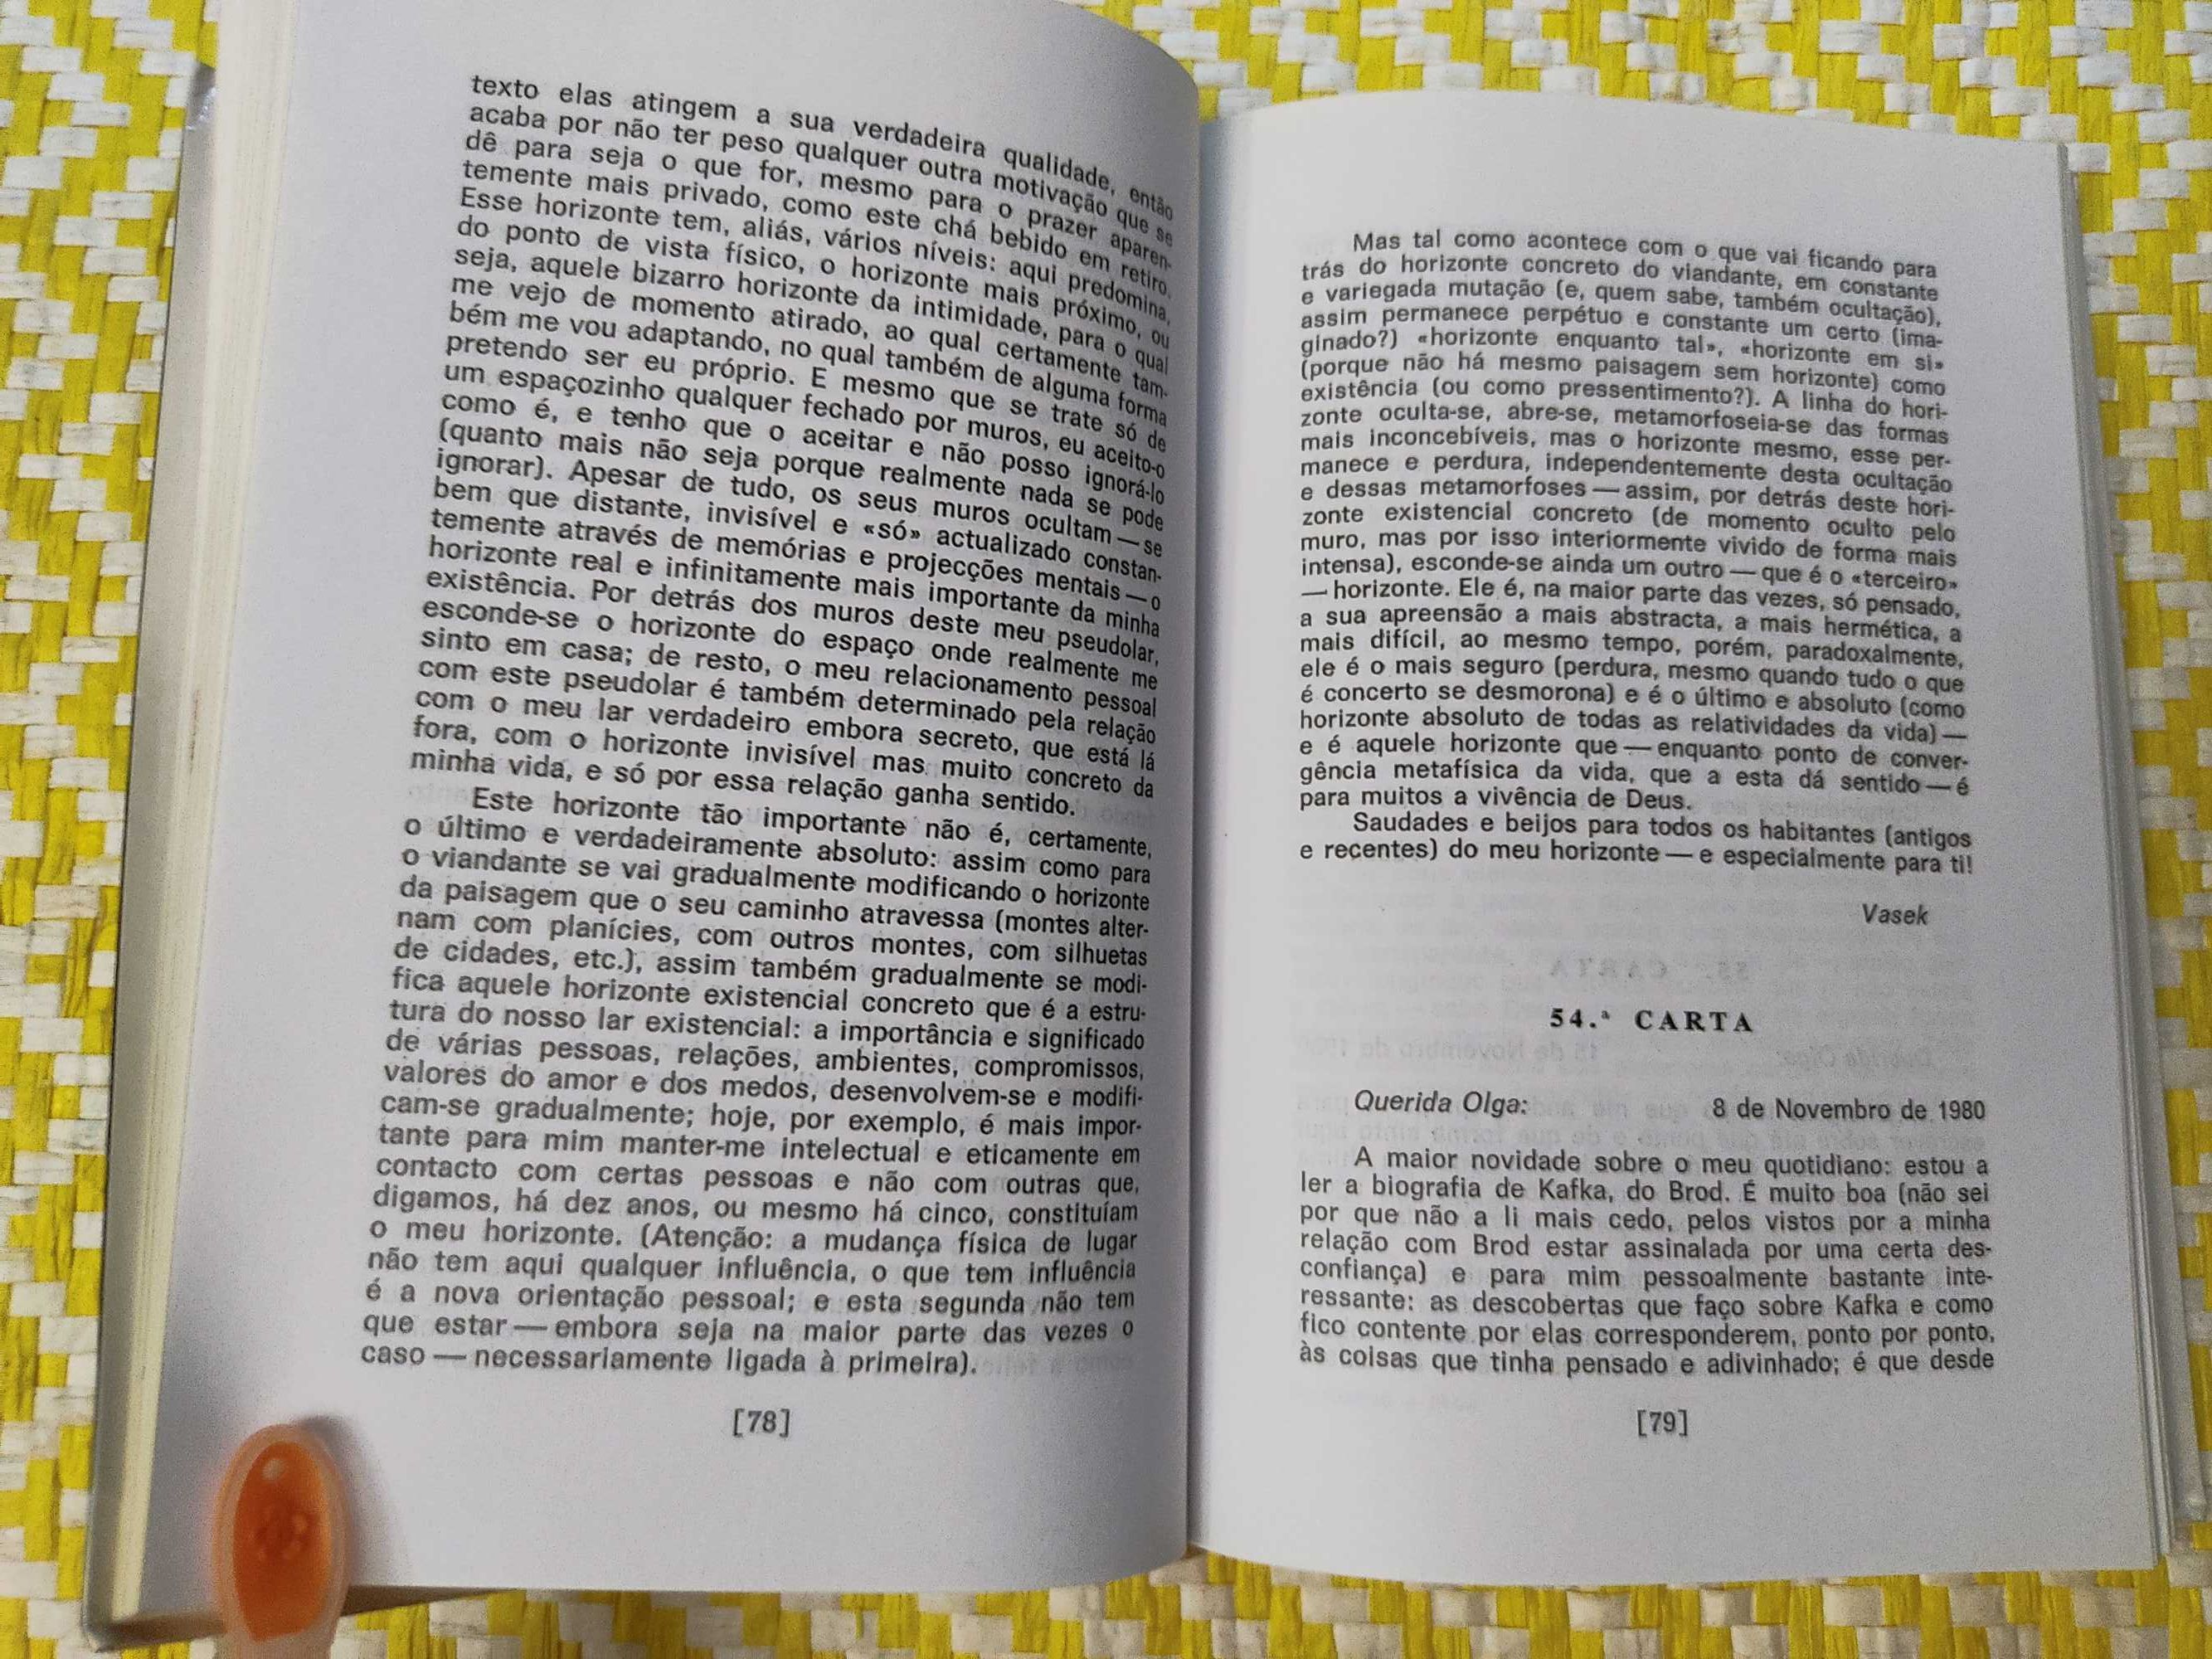 texto elas atingem a sua verdadeira qualidade, então
acaba por não ter peso qualquer outra motivação que se
dê para seja o que for, mesmo para o prazer aparen-
temente mais privado, como este chá bebido em retiro.
Esse horizonte tem, aliás, vários níveis: aqui predomina,
do ponto de vista físico, o horizonte mais próximo, ou
seja, aquele bizarro horizonte da intimidade, para o qual
me vejo de momento atirado, ao qual certamente tam-
bém me vou adaptando, no qual também de alguma forma
pretendo ser eu próprio. E mesmo que se trate só de
um espaçozinho qualquer fechado por muros, eu aceito-o
como é, e tenho que o aceitar e não posso ignorá-lo
(quanto mais não seja porque realmente nada se pode
ignorar). Apesar de tudo, os seus muros ocultam — se
bem que distante, invisível e «só» actualizado constan-
temente através de memórias e projecções mentais — o
horizonte real e infinitamente mais importante da minha
existência. Por detrás dos muros deste meu pseudolar,
esconde-se o horizonte do espaço onde realmente me
sinto em casa; de resto, o meu relacionamento pessoal
com este pseudolar é também determinado pela relação
com o meu lar verdadeiro embora secreto, que está lá
fora, com o horizonte invisível mas muito concreto da
minha vida, e só por essa relação ganha sentido.
Este horizonte tão importante não é, certamente,
o último e verdadeiramente absoluto: assim como para
o viandante se vai gradualmente modificando o horizonte
da paisagem que o seu caminho atravessa (montes alter-
nam com planícies, com outros montes, com silhuetas
de cidades, etc.), assim também gradualmente se modi-
fica aquele horizonte existencial concreto que é a estru-
tura do nosso lar existencial: a importância e significado
de várias pessoas, relações, ambientes, compromissos,
valores do amor e dos medos, desenvolvem-se e modifi-
cam-se gradualmente; hoje, por exemplo, é mais impor-
tante para mim manter-me intelectual e eticamente em
contacto com certas pessoas e não com outras que,
digamos, há dez anos, ou mesmo há cinco, constituíam
o meu horizonte. (Atenção: a mudança física de lugar
não tem aqui qualquer influência, o que tem influência
é a nova orientação pessoal; e esta segunda não tem
que estar — embora seja na maior parte das vezes o
caso — necessariamente ligada à primeira).
[78]
Mas tal como acontece com o que vai ficando para
trás do horizonte concreto do viandante, em constante
e variegada mutação (e, quem sabe, também ocultação),
assim permanece perpétuo e constante um certo (ima-
ginado?) «horizonte enquanto tal», «horizonte em si»
(porque não há mesmo paisagem sem horizonte) como
existência (ou como pressentimento?). A linha do hori-
zonte oculta-se, abre-se, metamorfoseia-se das formas
mais inconcebíveis, mas o horizonte mesmo, esse per-
manece e perdura, independentemente desta ocultação
e dessas metamorfoses — assim, por detrás deste hori-
zonte existencial concreto (de momento oculto pelo
muro, mas por isso interiormente vivido de forma mais
intensa), esconde-se ainda um outro — que é o «terceiro»
— horizonte. Ele é, na maior parte das vezes, só pensado,
a sua apreensão a mais abstracta, a mais hermética, a
mais difícil, ao mesmo tempo, porém, paradoxalmente,
ele é o mais seguro (perdura, mesmo quando tudo o que
é concerto se desmorona) e é o último e absoluto (como
horizonte absoluto de todas as relatividades da vida) —
e é aquele horizonte que — enquanto ponto de conver-
gência metafísica da vida, que a esta dá sentido — é
para muitos a vivência de Deus.
Saudades e beijos para todos os habitantes (antigos
e recentes) do meu horizonte — e especialmente para ti!
Vasek
54.ª CARTA
Querida Olga: 8 de Novembro de 1980
A maior novidade sobre o meu quotidiano: estou a
ler a biografia de Kafka, do Brod. É muito boa (não sei
por que não a li mais cedo, pelos vistos por a minha
relação com Brod estar assinalada por uma certa des-
confiança) e para mim pessoalmente bastante inte-
ressante: as descobertas que faço sobre Kafka e como
fico contente por elas corresponderem, ponto por ponto,
às coisas que tinha pensado e adivinhado; é que desde
[79]